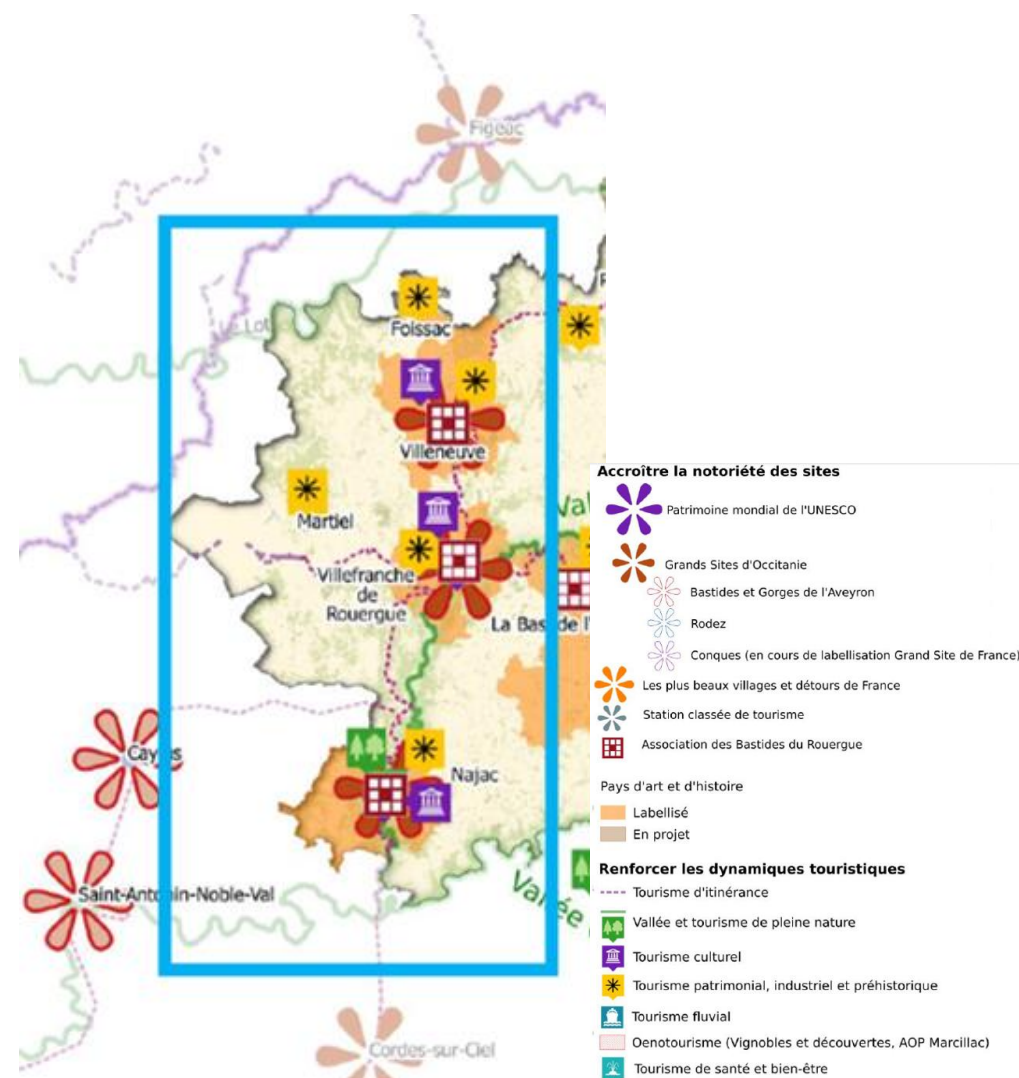 Figeac
Le Lot
Foissac
Villeneuve
Martiel
Villefranche
de
Rouergue
La Bas de l'
Najac
Saint-Antonin-Noble-Val
Cordes-sur-Ciel
Accroître la notoriété des sites
Patrimoine mondial de l'UNESCO
Grands Sites d'Occitanie
Bastides et Gorges de l'Aveyron
Rodez
Conques (en cours de labellisation Grand Site de France)
Les plus beaux villages et détours de France
Station classée de tourisme
Association des Bastides du Rouergue
Pays d'art et d'histoire
Labellisé
En projet
Renforcer les dynamiques touristiques
Tourisme d'itinérance
Vallée et tourisme de pleine nature
Tourisme culturel
Tourisme patrimonial, industriel et préhistorique
Tourisme fluvial
Oenotourisme (Vignobles et découvertes, AOP Marcillac)
Tourisme de santé et bien-être